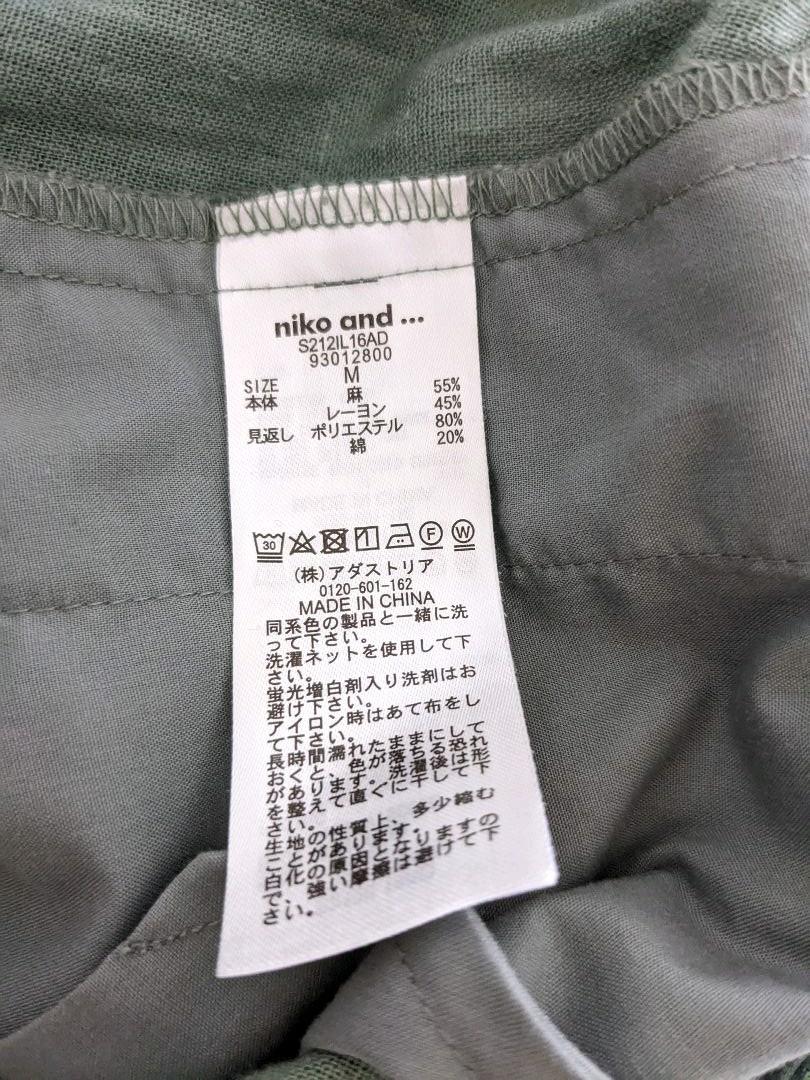 niko and ...
S212IL16AD
93012800
SIZE M
本体 麻 55%
レーヨン 45%
見返し ポリエステル 80%
綿 20%
30 F W
(株)アダストリア
0120-601-162
MADE IN CHINA
同系色の製品と一緒に洗
って下さい。
洗濯ネットを使用して下
さい。
蛍光増白剤入り洗剤はお
避け下さい。
アイロン時はあて布をし
て下さい。
長時間濡れたままにして
おくと、色が落ちる恐れ
があります。洗濯後は形
を整えて直ぐに干して下
さい。
生地の性質上、多少縮む
ことがあります。
白化の原因となりますの
で、強い摩擦は避けて下
さい。